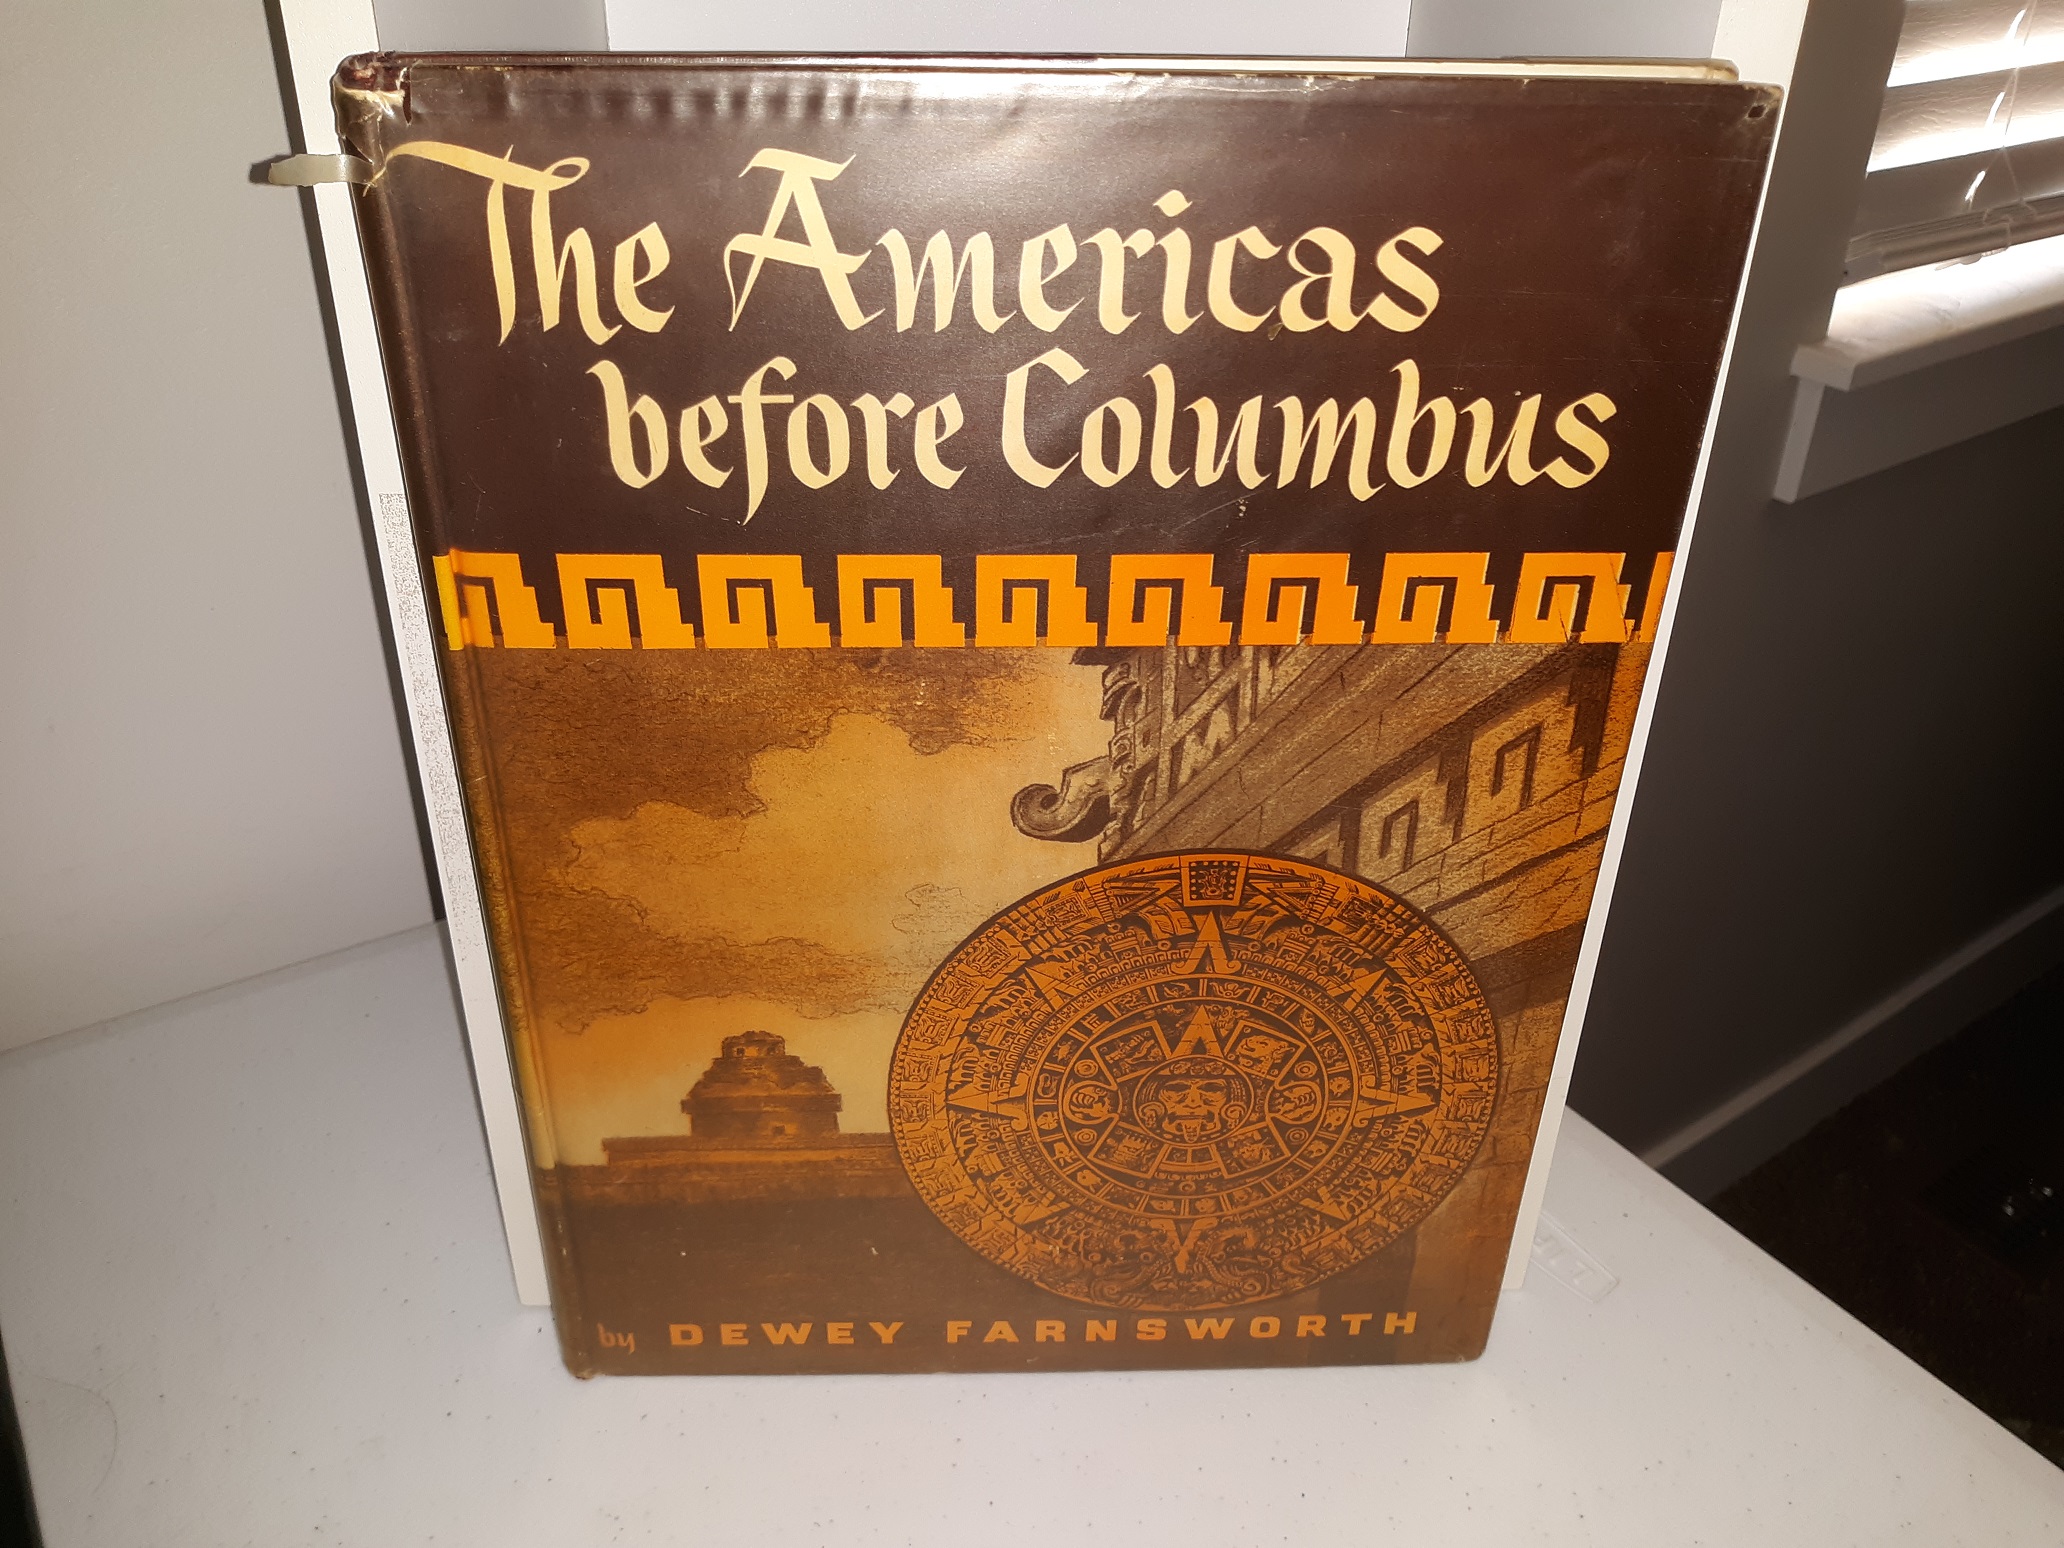 The Americas
before Columbus
by DEWEY FARNSWORTH